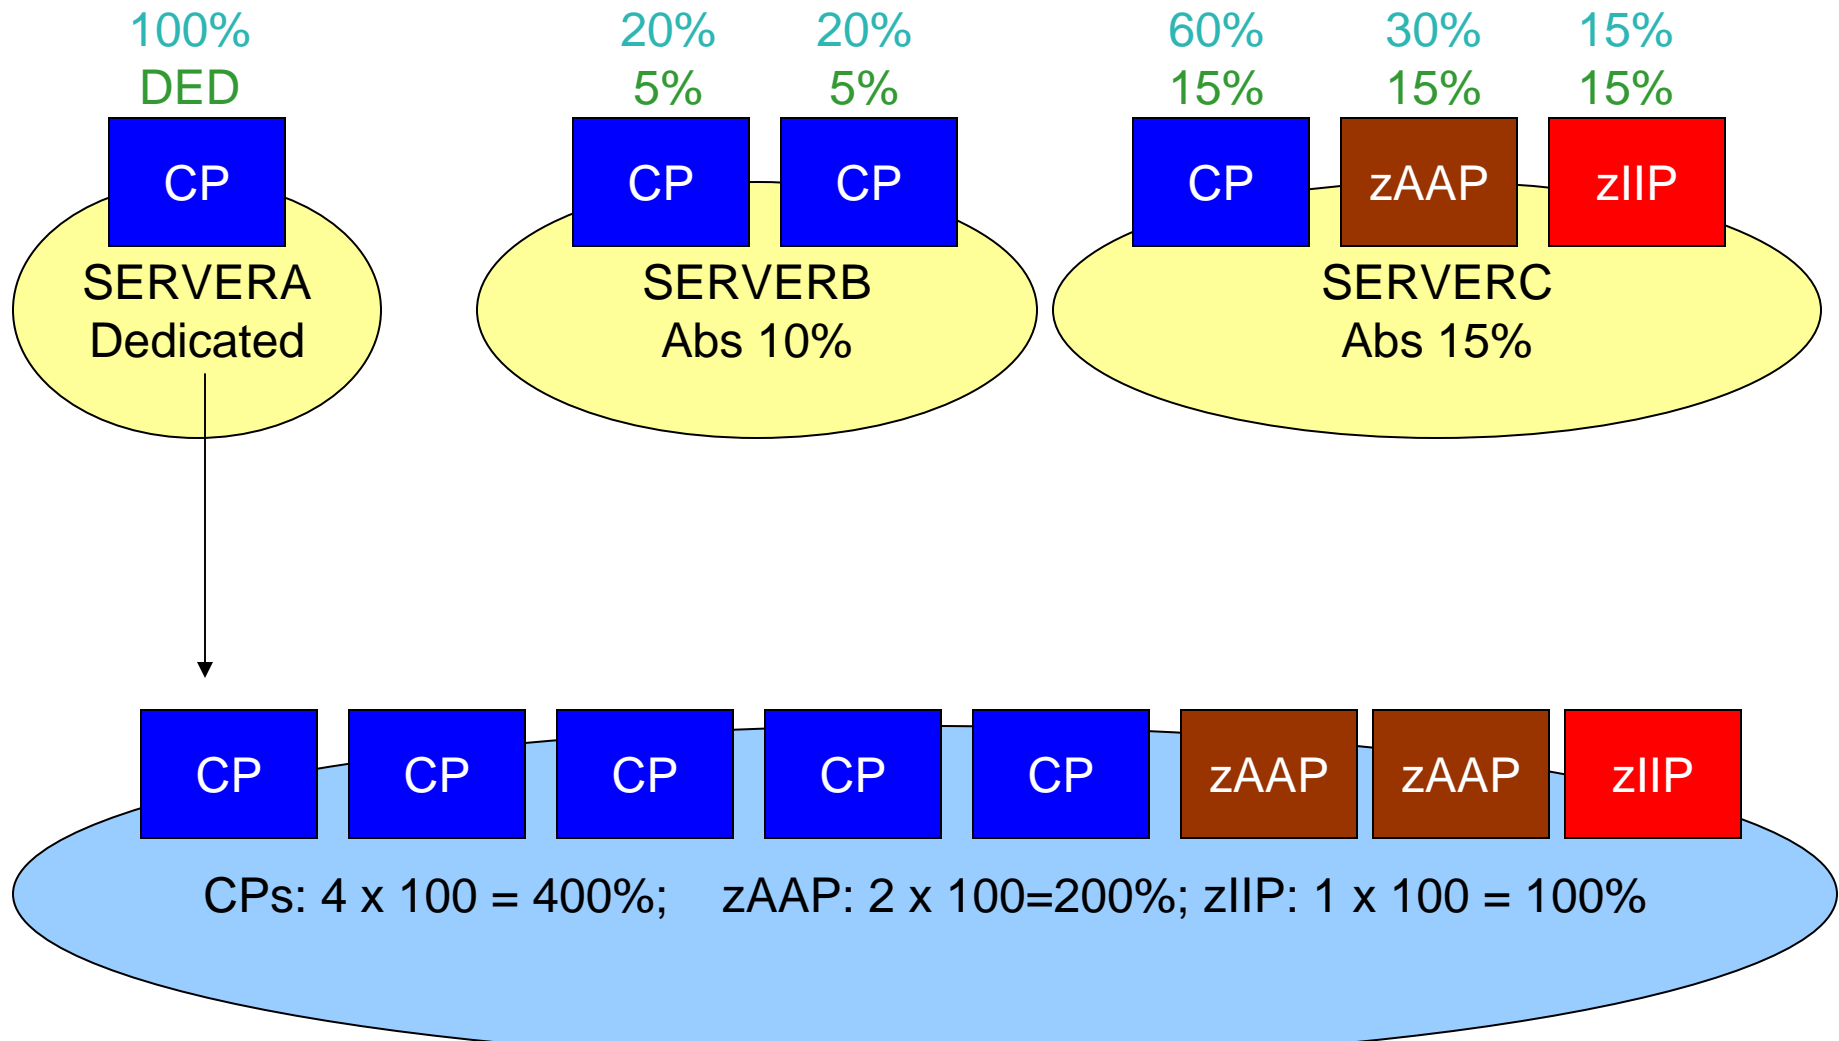 100% 20% 20% 60% 30% 15%
DED 5% 5% 15% 15% 15%
CP CP CP CP zAAP zIIP
SERVERA SERVERB SERVERC
Dedicated Abs 10% Abs 15%
CP CP CP CP CP zAAP zAAP zIIP
CPs: 4 x 100 = 400%; zAAP: 2 x 100=200%; zIIP: 1 x 100 = 100%